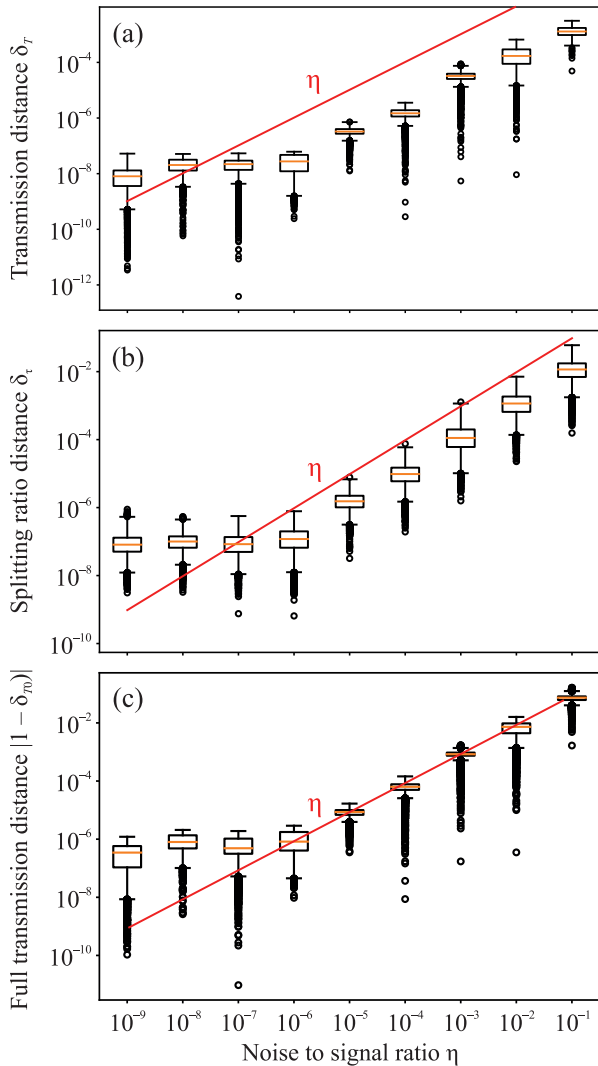 (a)
Transmission distance δ_T
10⁻⁴
10⁻⁶
10⁻⁸
10⁻¹⁰
10⁻¹²
η
(b)
Splitting ratio distance δ_τ
10⁻²
10⁻⁴
10⁻⁶
10⁻⁸
10⁻¹⁰
η
(c)
Full transmission distance |1 − δ_T0)|
10⁻²
10⁻⁴
10⁻⁶
10⁻⁸
10⁻¹⁰
η
10⁻⁹ 10⁻⁸ 10⁻⁷ 10⁻⁶ 10⁻⁵ 10⁻⁴ 10⁻³ 10⁻² 10⁻¹
Noise to signal ratio η